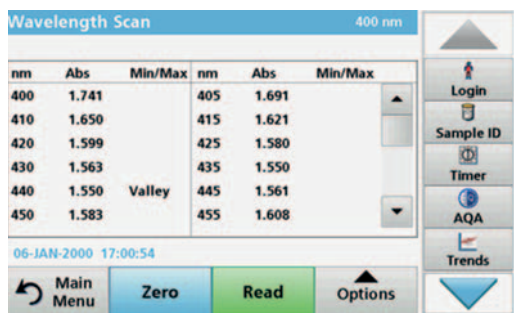 Wavelength Scan 400 nm
nm Abs Min/Max nm Abs Min/Max
400 1.741 405 1.691
410 1.650 415 1.621
420 1.599 425 1.580
430 1.563 435 1.550
440 1.550 Valley 445 1.561
450 1.583 455 1.608
06-JAN-2000 17:00:54
Main Menu Zero Read Options
Login
Sample ID
Timer
AQA
Trends